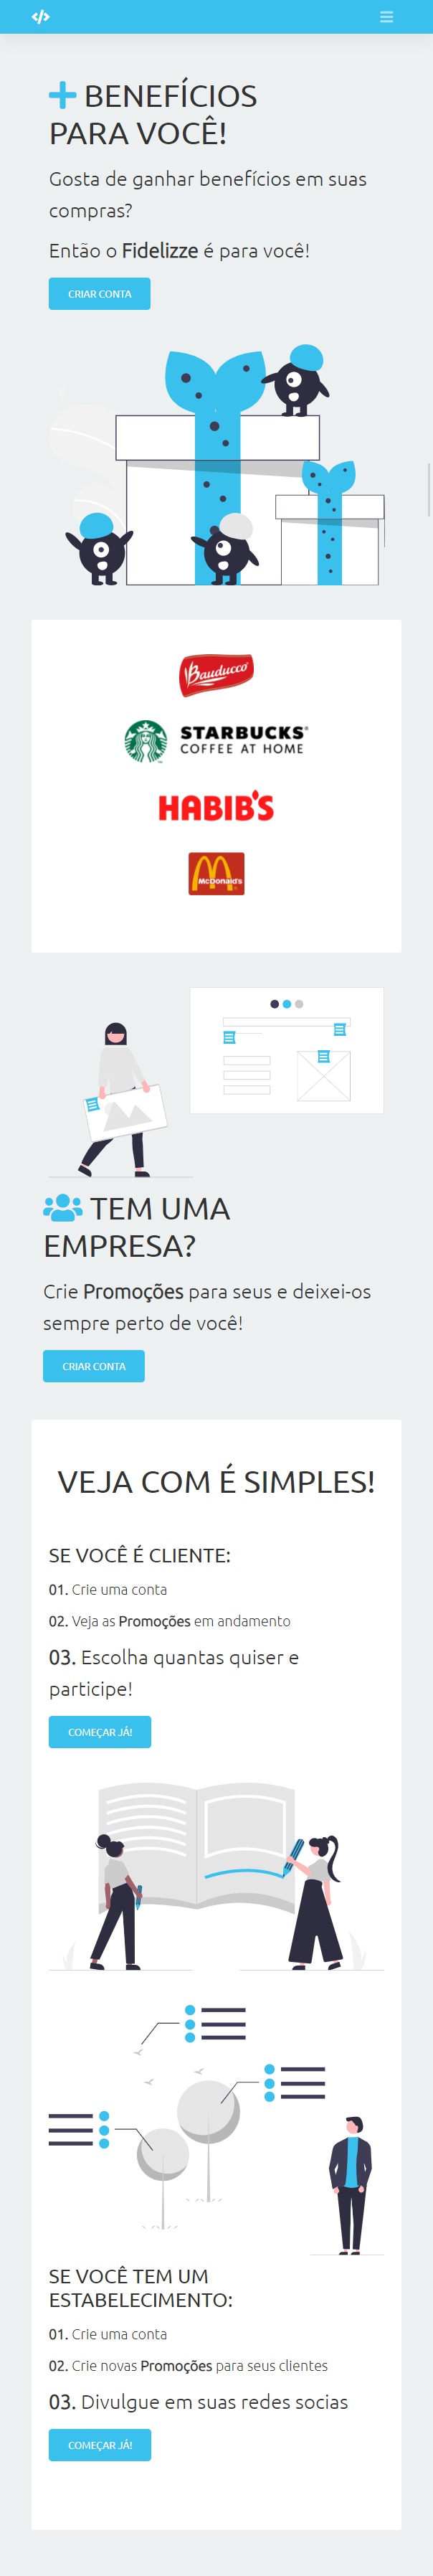 BENEFÍCIOS
PARA VOCÊ!
Gosta de ganhar benefícios em suas
compras?
Então o Fidelizze é para você!
CRIAR CONTA
Bauducco
STARBUCKS
COFFEE AT HOME
HABIB'S
McDonald's
TEM UMA
EMPRESA?
Crie Promoções para seus e deixei-os
sempre perto de você!
CRIAR CONTA
VEJA COM É SIMPLES!
SE VOCÊ É CLIENTE:
01. Crie uma conta
02. Veja as Promoções em andamento
03. Escolha quantas quiser e
participe!
COMEÇAR JÁ!
SE VOCÊ TEM UM
ESTABELECIMENTO:
01. Crie uma conta
02. Crie novas Promoções para seus clientes
03. Divulgue em suas redes socias
COMEÇAR JÁ!